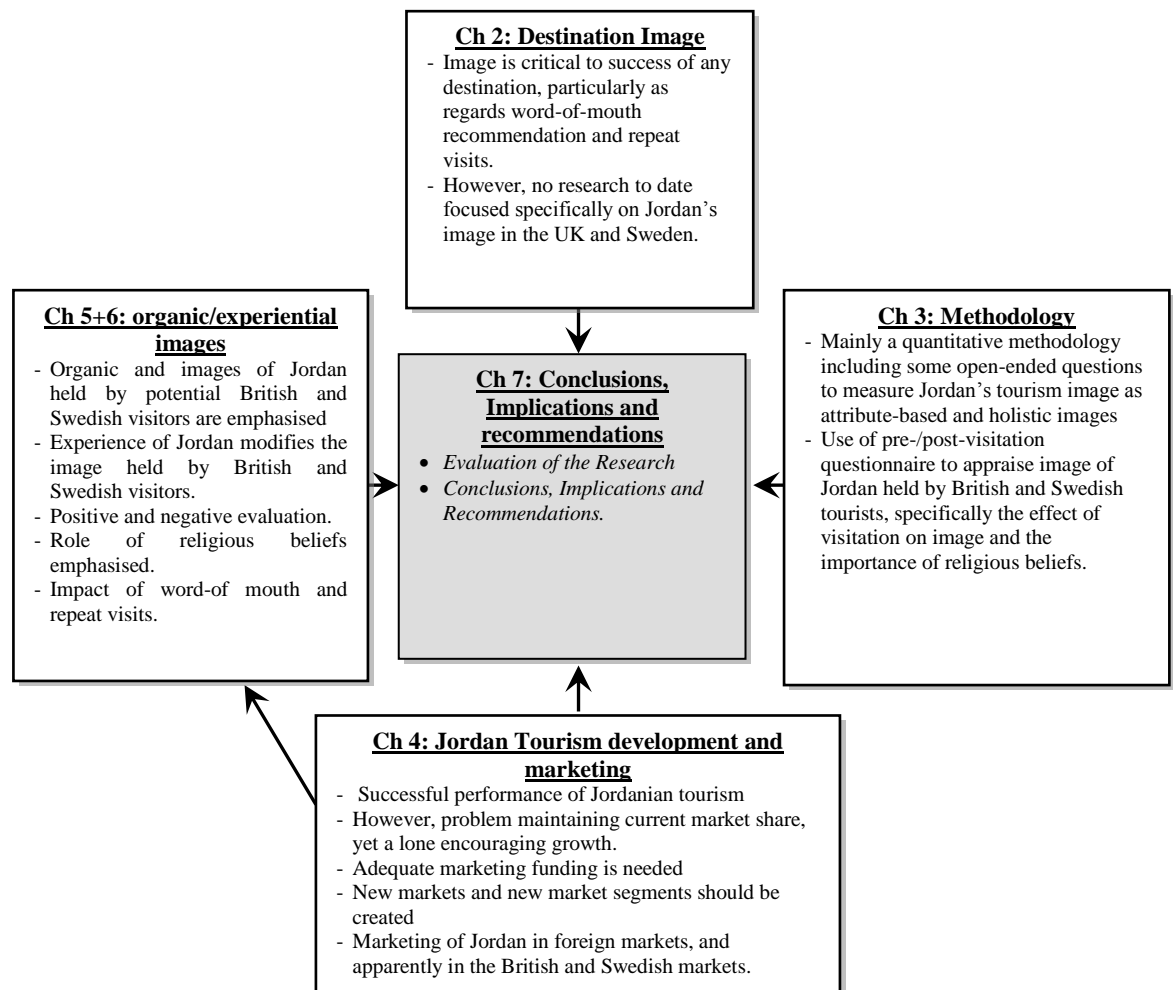 Ch 2: Destination Image
- Image is critical to success of any
destination, particularly as
regards word-of-mouth
recommendation and repeat
visits.
- However, no research to date
focused specifically on Jordan’s
image in the UK and Sweden.
Ch 5+6: organic/experiential
images
- Organic and images of Jordan
held by potential British and
Swedish visitors are emphasised
- Experience of Jordan modifies the
image held by British and
Swedish visitors.
- Positive and negative evaluation.
- Role of religious beliefs
emphasised.
- Impact of word-of mouth and
repeat visits.
Ch 7: Conclusions,
Implications and
recommendations
• Evaluation of the Research
• Conclusions, Implications and
Recommendations.
Ch 3: Methodology
- Mainly a quantitative methodology
including some open-ended questions
to measure Jordan’s tourism image as
attribute-based and holistic images
- Use of pre-/post-visitation
questionnaire to appraise image of
Jordan held by British and Swedish
tourists, specifically the effect of
visitation on image and the
importance of religious beliefs.
Ch 4: Jordan Tourism development and
marketing
- Successful performance of Jordanian tourism
- However, problem maintaining current market share,
yet a lone encouraging growth.
- Adequate marketing funding is needed
- New markets and new market segments should be
created
- Marketing of Jordan in foreign markets, and
apparently in the British and Swedish markets.